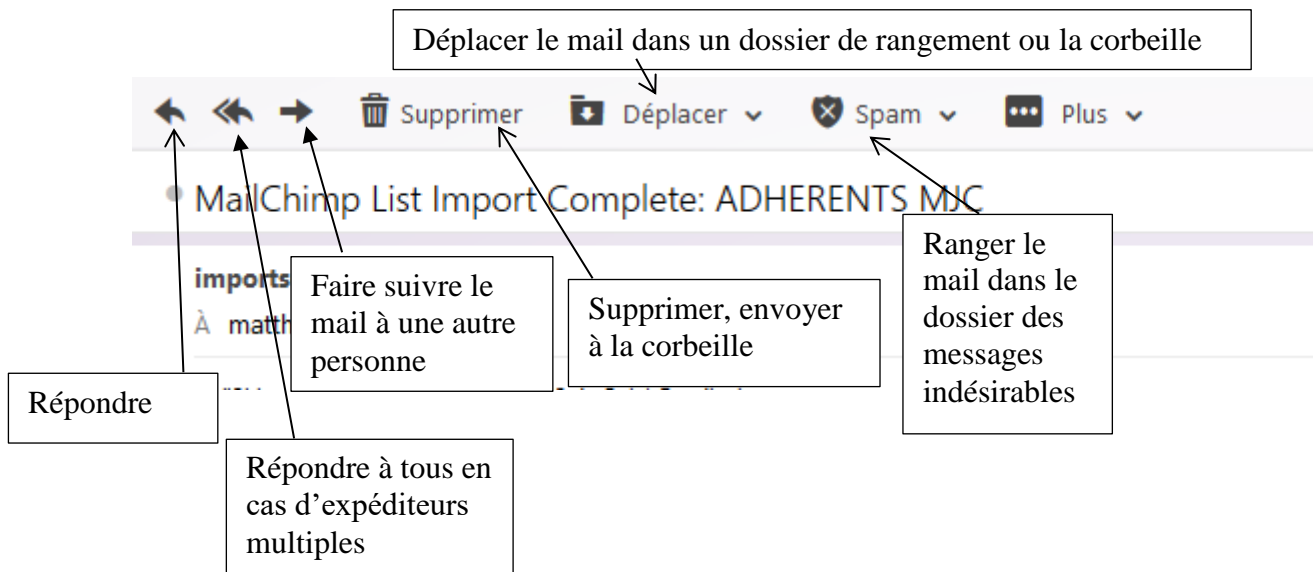 Déplacer le mail dans un dossier de rangement ou la corbeille
Supprimer Déplacer Spam Plus
MailChimp List Import Complete: ADHERENTS MJC
imports
À matth
Faire suivre le
mail à une autre
personne
Supprimer, envoyer
à la corbeille
Ranger le
mail dans le
dossier des
messages
indésirables
Répondre
Répondre à tous en
cas d’expéditeurs
multiples